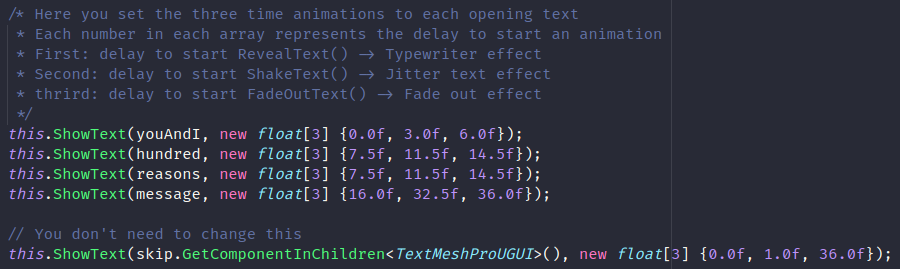 /* Here you set the three time animations to each opening text
 * Each number in each array represents the delay to start an animation
 * First: delay to start RevealText() -> Typewriter effect
 * Second: delay to start ShakeText() -> Jitter text effect
 * thrird: delay to start FadeOutText() -> Fade out effect
 */
this.ShowText(youAndI, new float[3] {0.0f, 3.0f, 6.0f});
this.ShowText(hundred, new float[3] {7.5f, 11.5f, 14.5f});
this.ShowText(reasons, new float[3] {7.5f, 11.5f, 14.5f});
this.ShowText(message, new float[3] {16.0f, 32.5f, 36.0f});
// You don't need to change this
this.ShowText(skip.GetComponentInChildren<TextMeshProUGUI>(), new float[3] {0.0f, 1.0f, 36.0f});